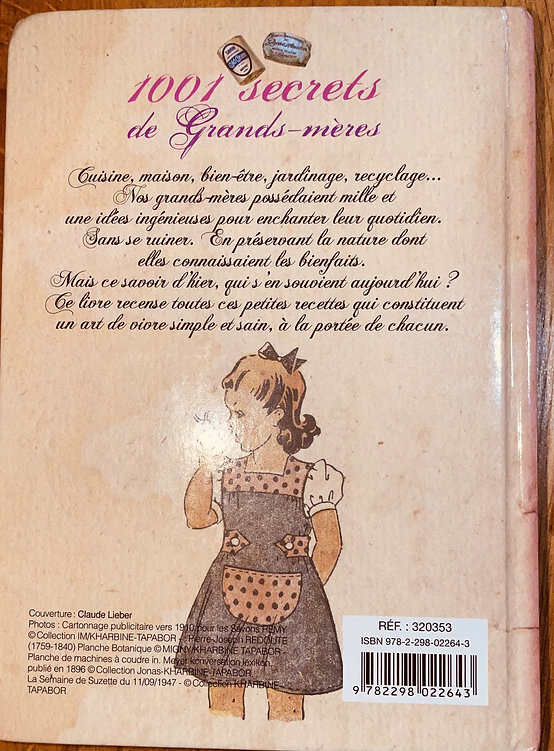 1001 secrets
de Grands-mères
Cuisine, maison, bien-être, jardinage, recyclage...
Nos grands-mères possédaient mille et
une idées ingénieuses pour enchanter leur quotidien.
Sans se ruiner. En préservant la nature dont
elles connaissaient les bienfaits.
Mais ce savoir d'hier, qui s'en souvient aujourd'hui ?
Ce livre recense toutes ces petites recettes qui constituent
un art de vivre simple et sain, à la portée de chacun.
Couverture : Claude Lieber
Photos : Cartonnage publicitaire vers 1910 pour les Savons REMY
©Collection IM/KHARBINE-TAPABOR - Pierre-Joseph REDOUTE
(1759-1840) Planche Botanique ©MIGNY/KHARBINE TAPABOR -
Planche de machines à coudre in. Meyer konversation lexiken,
publié en 1896 ©Collection Jonas-KHARBINE-TAPABOR
La Semaine de Suzette du 11/09/1947 - ©Collection KHARBINE
TAPABOR
RÉF. : 320353
ISBN 978-2-298-02264-3
9 782298 022643